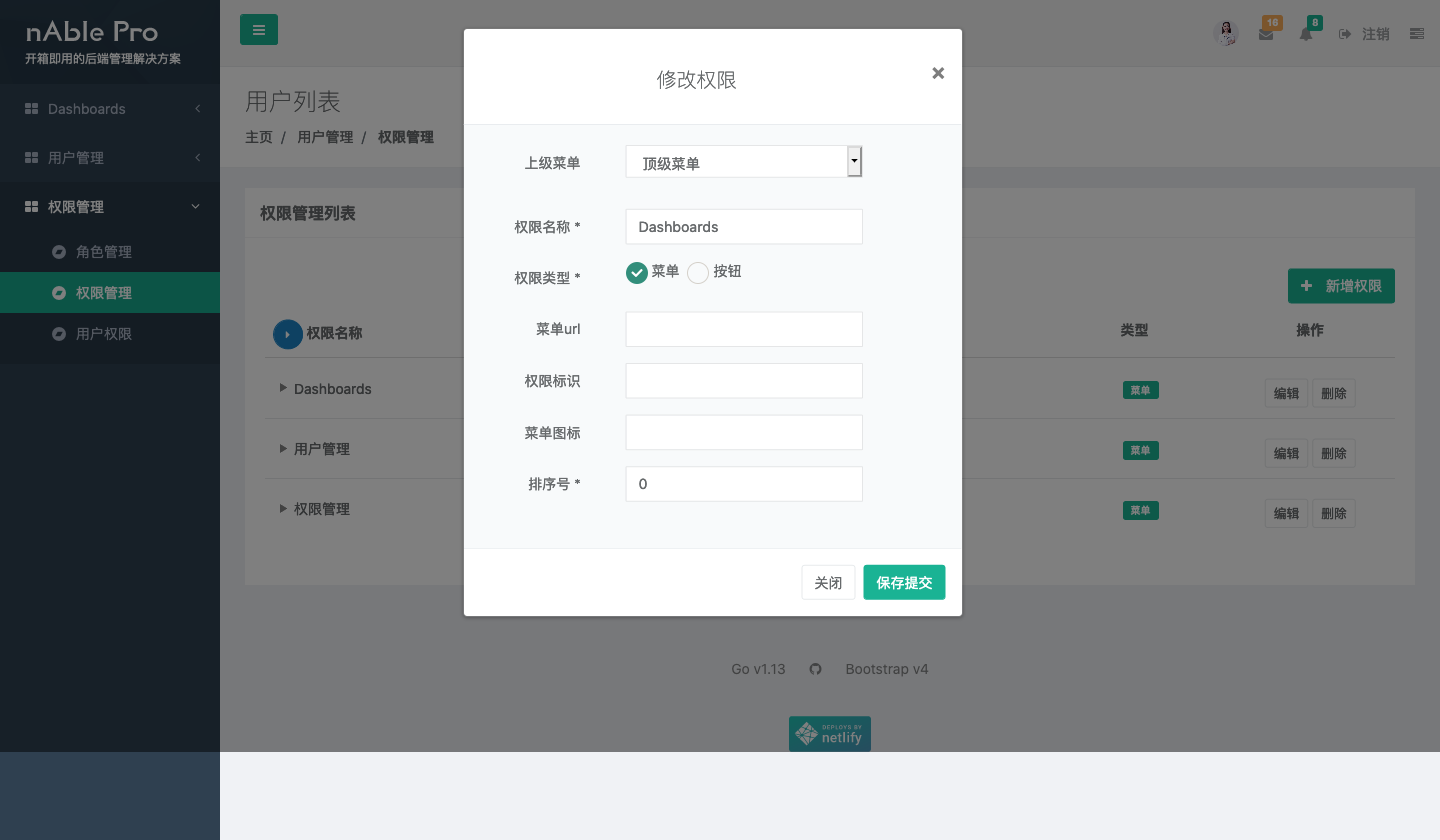 nAble Pro
开箱即用的后端管理解决方案
Dashboards
用户管理
权限管理
角色管理
权限管理
用户权限
16
8
注销
用户列表
主页 / 用户管理 / 权限管理
权限管理列表
新增权限
权限名称 类型 操作
Dashboards 菜单 编辑 删除
用户管理 菜单 编辑 删除
权限管理 菜单 编辑 删除
修改权限
×
上级菜单 顶级菜单
权限名称 * Dashboards
权限类型 * 菜单 按钮
菜单url
权限标识
菜单图标
排序号 * 0
关闭 保存提交
Go v1.13 Bootstrap v4
DEPLOYS BY
netlify